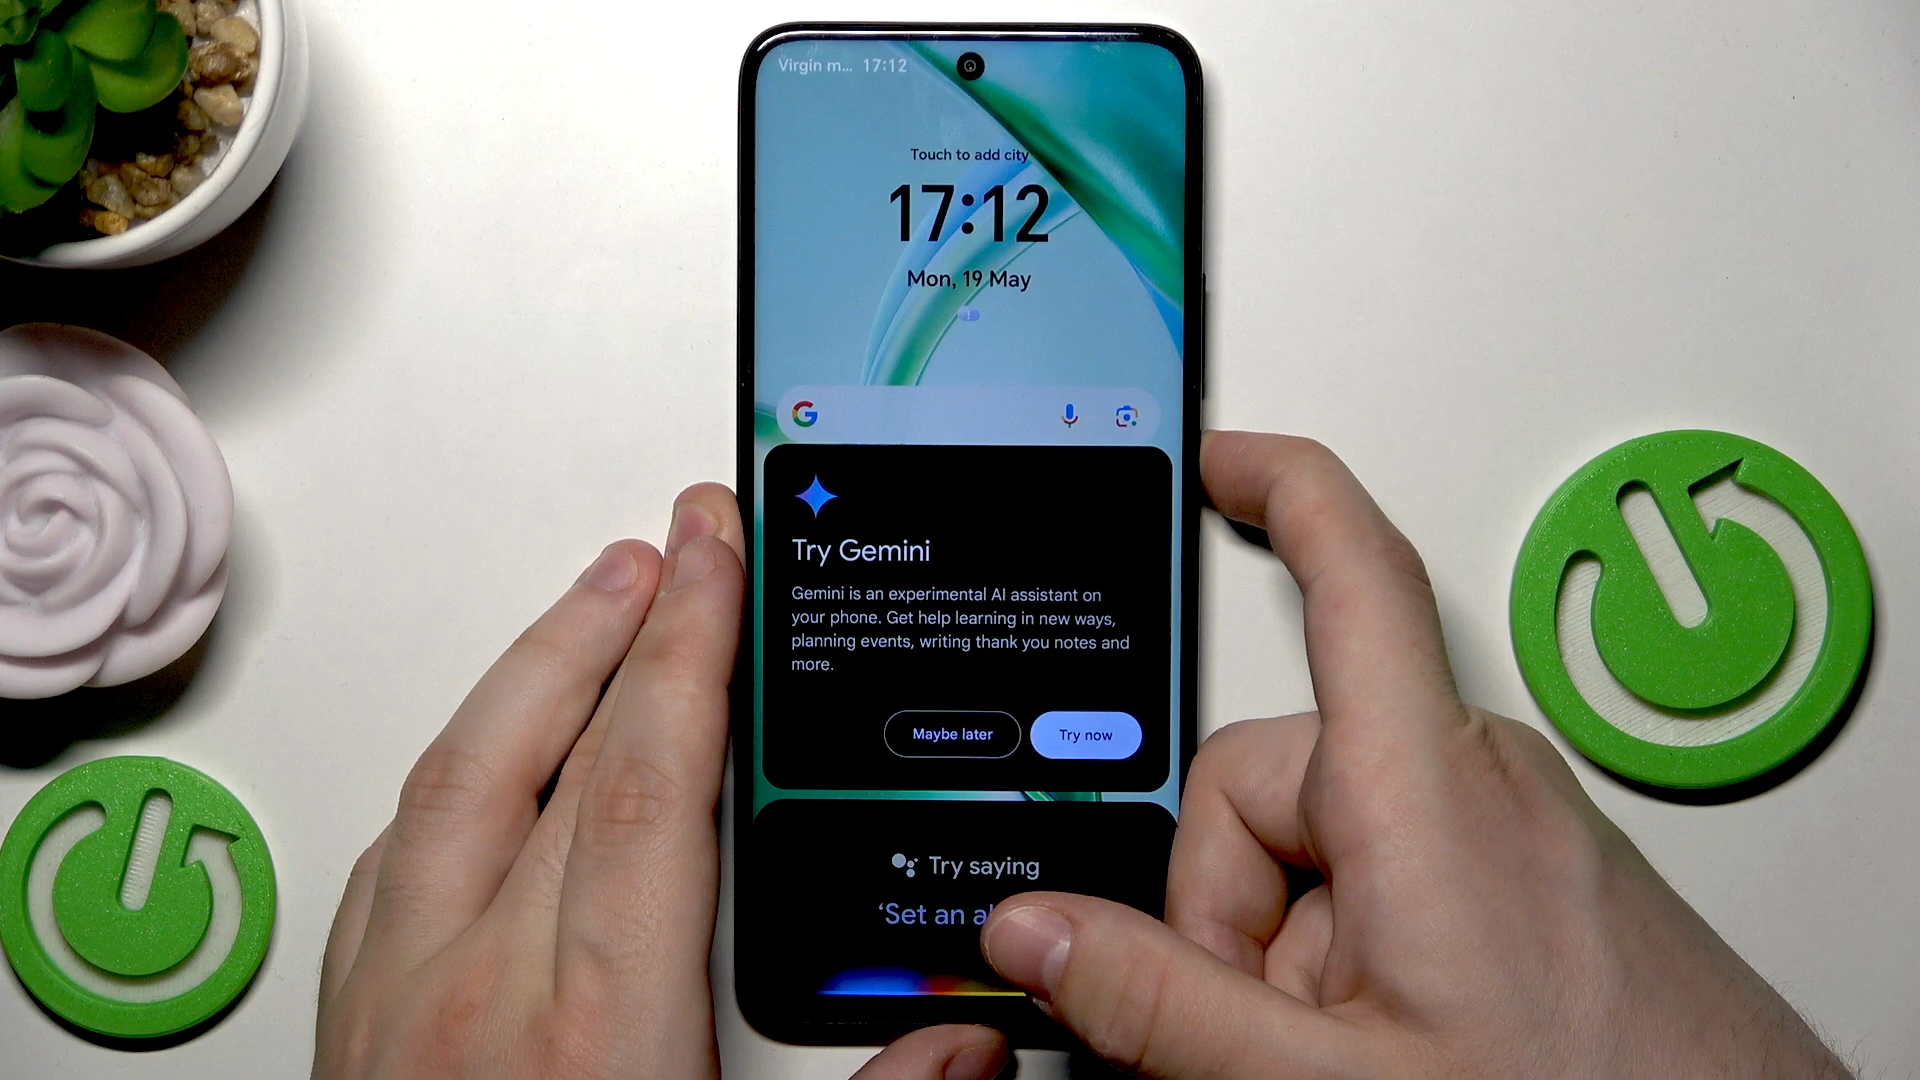 Virgin m... 17:12
Touch to add city
17:12
Mon, 19 May
G
Try Gemini
Gemini is an experimental AI assistant on
your phone. Get help learning in new ways,
planning events, writing thank you notes and
more.
Maybe later
Try now
Try saying
'Set an